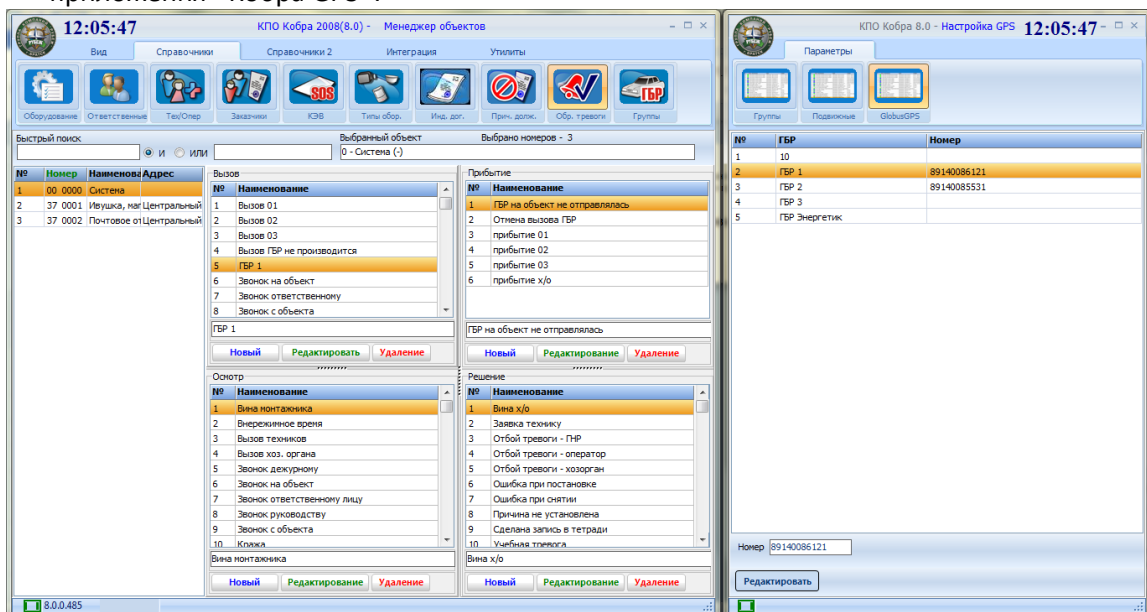 приложении "Кобра GPS".
12:05:47 КПО Кобра 2008(8.0) - Менеджер объектов
Вид Справочники Справочники 2 Интеграция Утилиты
Оборудование Ответственные Тех/Опер Заказчики КЭВ Типы обор. Инд. дог. Прич. долж. Обр. тревоги Группы
SOS ГБР
Быстрый поиск Выбранный объект Выбрано номеров - 3
И ИЛИ 0 - Система (-)
№ Номер Наименова Адрес
1 00 0000 Система
2 37 0001 Ивушка, маг Центральный
3 37 0002 Почтовое от Центральный
Вызов
№ Наименование
1 Вызов 01
2 Вызов 02
3 Вызов 03
4 Вызов ГБР не производится
5 ГБР 1
6 Звонок на объект
7 Звонок ответственному
8 Звонок с объекта
ГБР 1
Новый Редактировать Удаление
Прибытие
№ Наименование
1 ГБР на объект не отправлялась
2 Отмена вызова ГБР
3 прибытие 01
4 прибытие 02
5 прибытие 03
6 прибытие х/о
ГБР на объект не отправлялась
Новый Редактирование Удаление
Осмотр
№ Наименование
1 Вина монтажника
2 Внережимное время
3 Вызов техников
4 Вызов хоз. органа
5 Звонок дежурному
6 Звонок на объект
7 Звонок ответственному лицу
8 Звонок руководству
9 Звонок с объекта
10 Кража
Вина монтажника
Новый Редактирование Удаление
Решение
№ Наименование
1 Вина х/о
2 Заявка технику
3 Отбой тревоги - ПНР
4 Отбой тревоги - оператор
5 Отбой тревоги - хозорган
6 Ошибка при постановке
7 Ошибка при снятии
8 Причина не установлена
9 Сделана запись в тетради
10 Учебная тревога
Вина х/о
Новый Редактирование Удаление
8.0.0.485
КПО Кобра 8.0 - Настройка GPS 12:05:47
Параметры
Группы Подвижные GlobusGPS
№ ГБР Номер
1 10
2 ГБР 1 89140086121
3 ГБР 2 89140085531
4 ГБР 3
5 ГБР Энергетик
Номер 89140086121
Редактировать